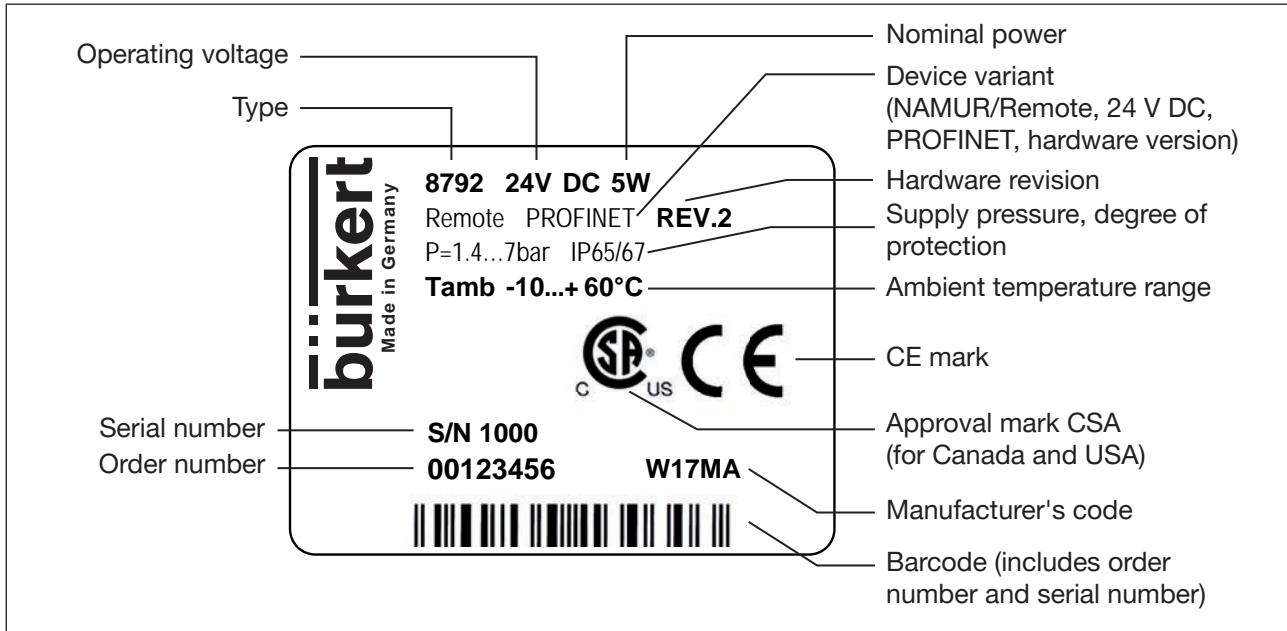 Operating voltage
Type
Nominal power
Device variant
(NAMUR/Remote, 24 V DC,
PROFINET, hardware version)
Hardware revision
Supply pressure, degree of
protection
Ambient temperature range
CE mark
Approval mark CSA
(for Canada and USA)
Manufacturer's code
Barcode (includes order
number and serial number)
Serial number
Order number
bürkert
Made in Germany
8792 24V DC 5W
Remote PROFINET REV.2
P=1.4...7bar IP65/67
Tamb -10...+ 60°C
C SA ® US CE
S/N 1000
00123456 W17MA